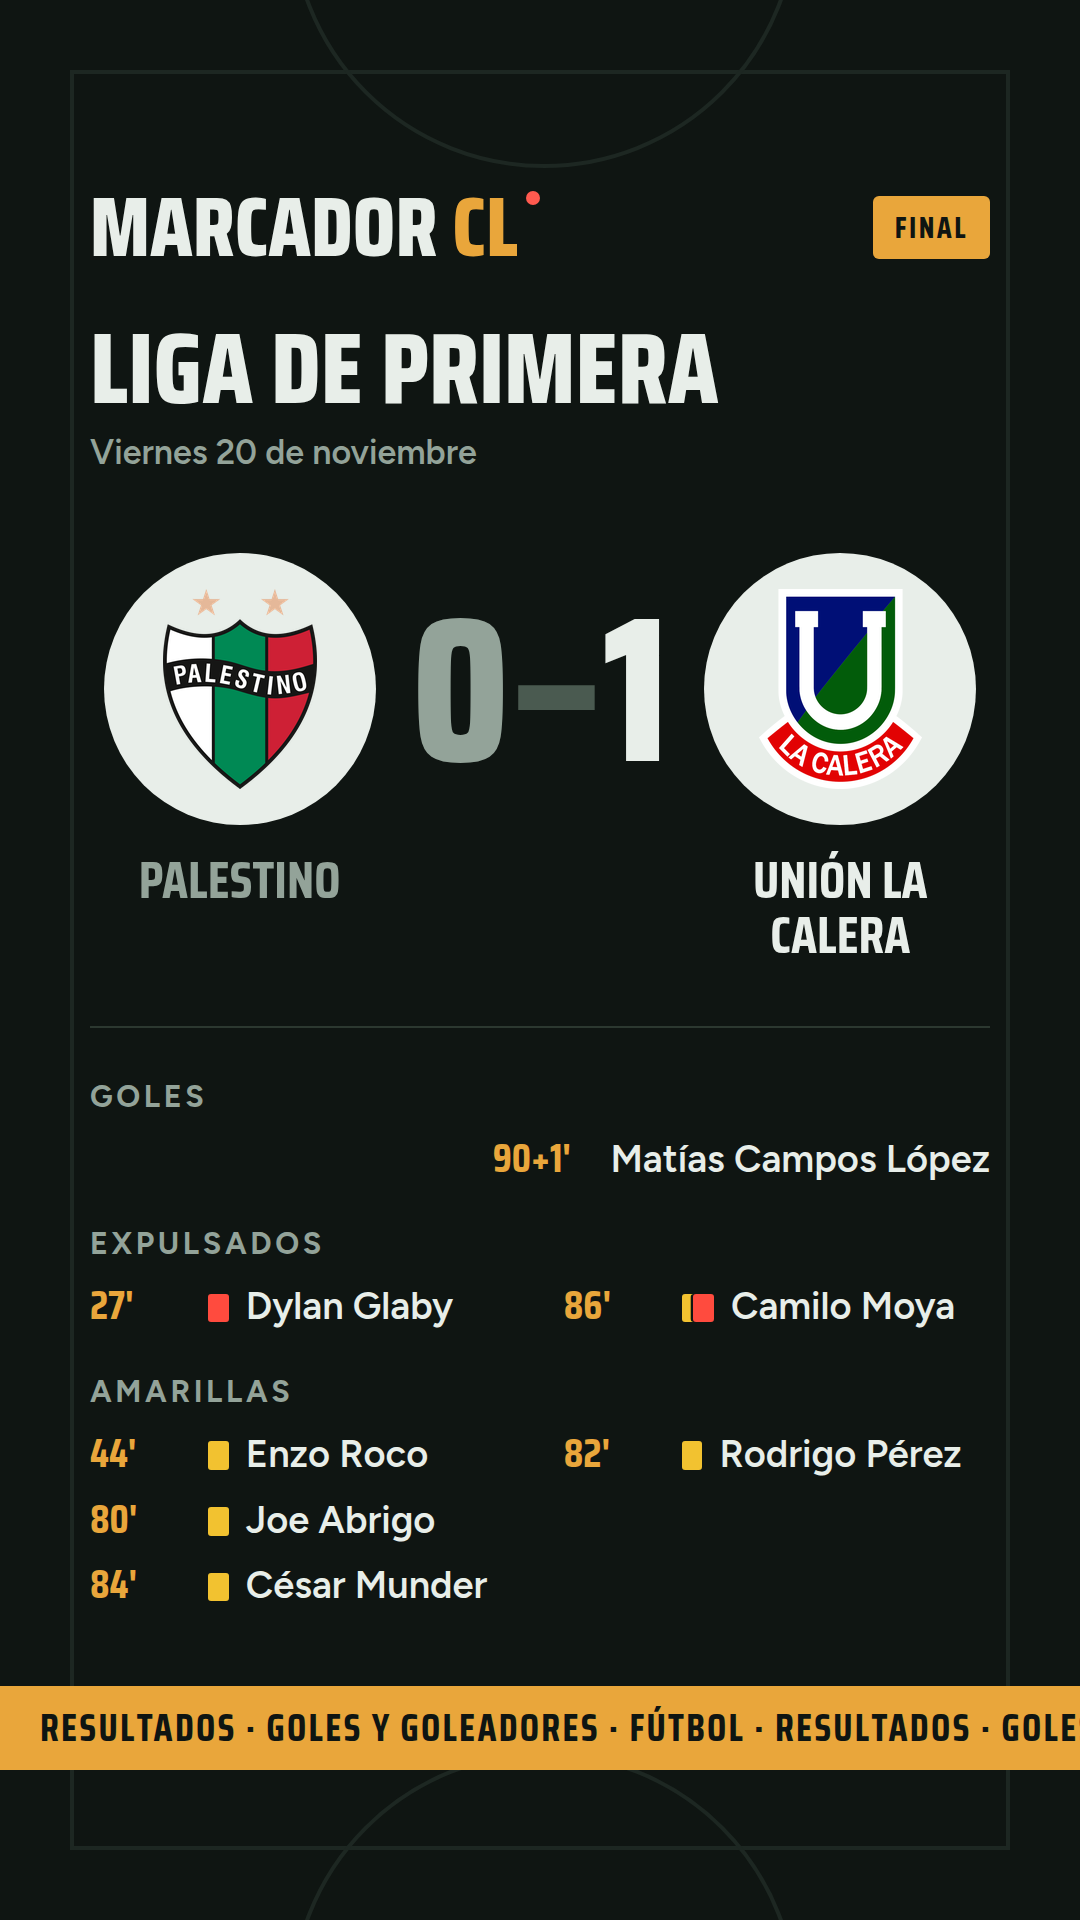 MARCADOR CL
FINAL
LIGA DE PRIMERA
Viernes 20 de noviembre
PALESTINO
0–1
LA CALERA
PALESTINO
UNIÓN LA
CALERA
GOLES
90+1' Matías Campos López
EXPULSADOS
27' Dylan Glaby 86' Camilo Moya
AMARILLAS
44' Enzo Roco 82' Rodrigo Pérez
80' Joe Abrigo
84' César Munder
RESULTADOS · GOLES Y GOLEADORES · FÚTBOL · RESULTADOS · GOLES